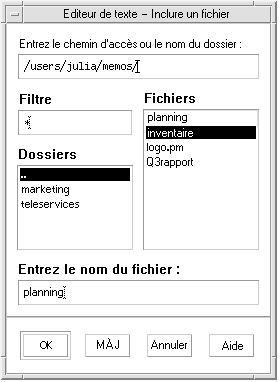 Editeur de texte - Inclure un fichier
Entrez le chemin d'accès ou le nom du dossier :
/users/julia/memos/
Filtre
*
Fichiers
planning
inventaire
logo.pm
Q3rapport
Dossiers
..
marketing
teleservices
Entrez le nom du fichier :
planning
OK
MÀJ
Annuler
Aide